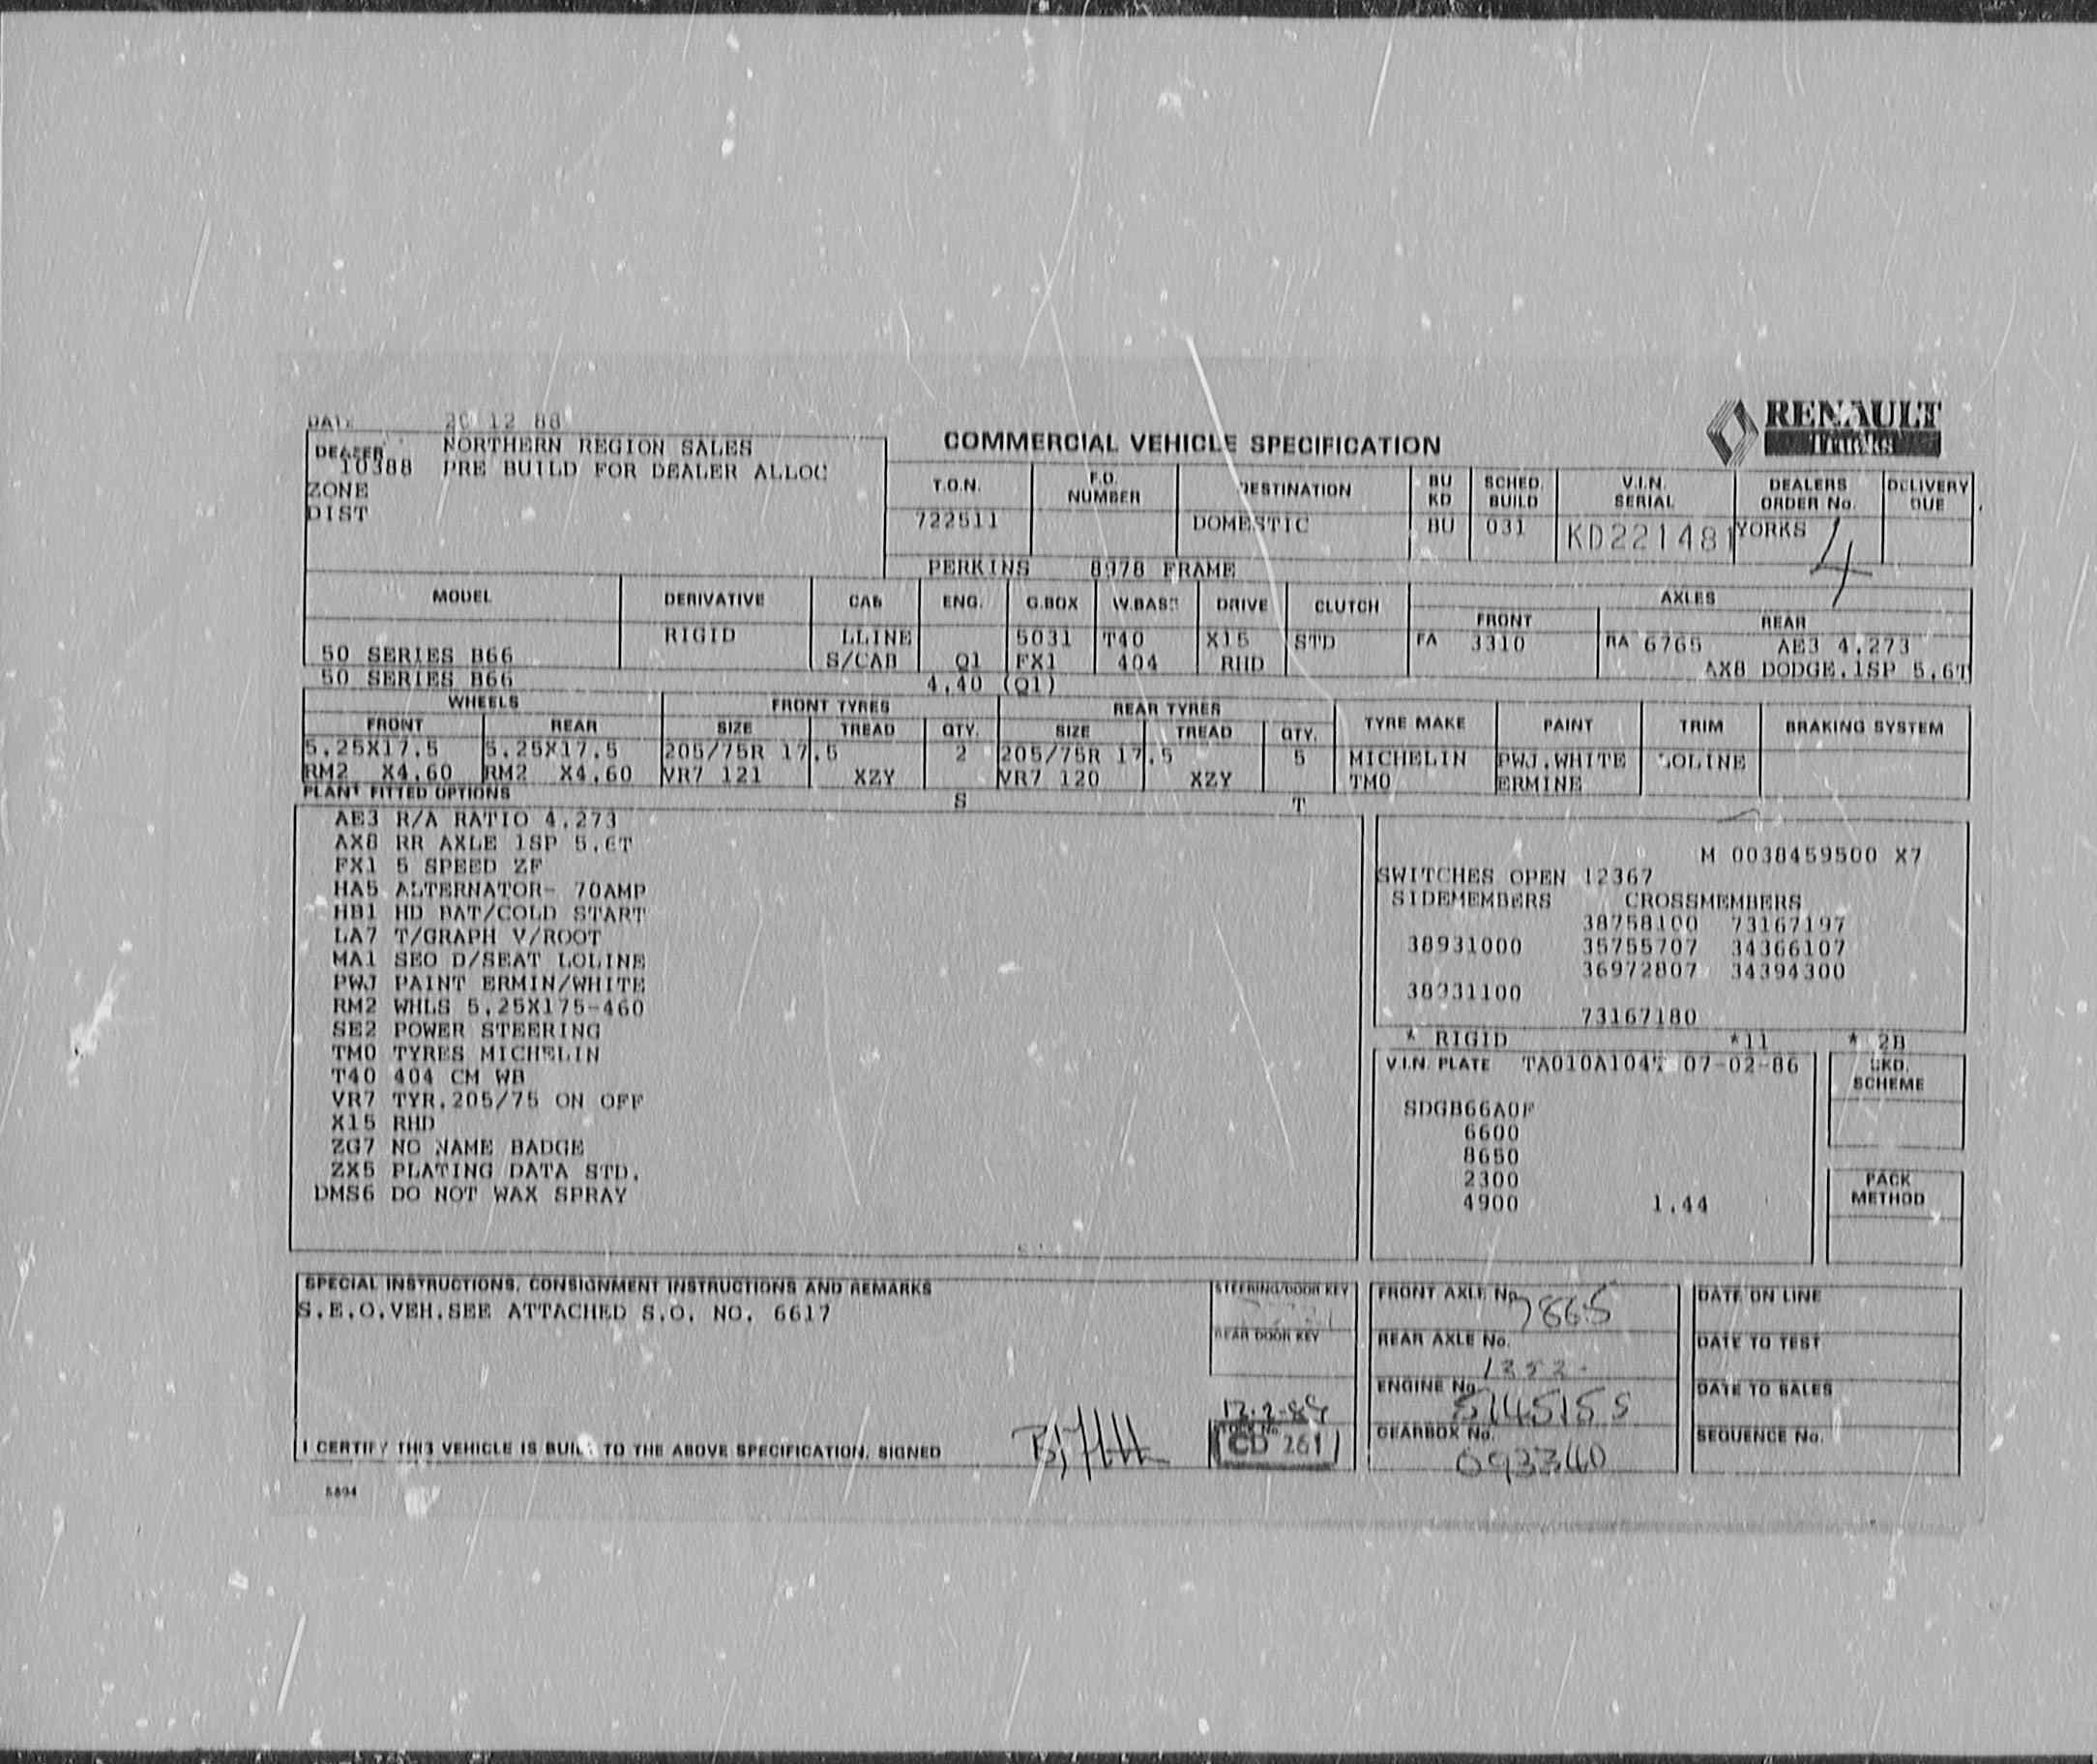 RENAULT
Trucks
DATE 20 12 88
DEALER NORTHERN REGION SALES
10388 PRE BUILD FOR DEALER ALLOC
ZONE
DIST
COMMERCIAL VEHICLE SPECIFICATION
T.O.N. F.O. NUMBER DESTINATION BU KD SCHED. BUILD V.I.N. SERIAL DEALERS ORDER No. DELIVERY DUE
722511 DOMESTIC BU 031 KD221481 YORKS 4
PERKINS 8978 FRAME
MODEL DERIVATIVE CAB ENG. G.BOX W.BASE DRIVE CLUTCH AXLES
FRONT REAR
RIGID LLINE 5031 T40 X15 STD FA 3310 RA 6765 AE3 4.273
50 SERIES B66 S/CAB Q1 FX1 404 RHD AX8 DODGE.1SP 5.6T
50 SERIES B66 4.40 (Q1)
WHEELS FRONT TYRES REAR TYRES TYRE MAKE PAINT TRIM BRAKING SYSTEM
FRONT REAR SIZE TREAD QTY. SIZE TREAD QTY.
5.25X17.5 5.25X17.5 205/75R 17.5 2 205/75R 17.5 5 MICHELIN PWJ.WHITE LOLINE
RM2 X4.60 RM2 X4.60 VR7 121 XZY VR7 120 XZY TM0 ERMINE
PLANT FITTED OPTIONS S T
AE3 R/A RATIO 4.273
AX8 RR AXLE 1SP 5.6T
FX1 5 SPEED ZF
HA5 ALTERNATOR- 70AMP
HB1 HD BAT/COLD START
LA7 T/GRAPH V/ROOT
MA1 SEO D/SEAT LOLINE
PWJ PAINT ERMIN/WHITE
RM2 WHLS 5.25X175-460
SE2 POWER STEERING
TM0 TYRES MICHELIN
T40 404 CM WB
VR7 TYR.205/75 ON OFF
X15 RHD
ZG7 NO NAME BADGE
ZX5 PLATING DATA STD.
DMS6 DO NOT WAX SPRAY
M 0038459500 X7
SWITCHES OPEN 12367
SIDEMEMBERS CROSSMEMBERS
38758100 73167197
38931000 35755707 34366107
36972807 34394300
38931100
73167180
* RIGID *11 * 2B
V.I.N. PLATE TA010A104 07-02-86
SDGB66A0F
6600
8650
2300
4900 1.44
SKD. SCHEME
PACK METHOD
SPECIAL INSTRUCTIONS, CONSIGNMENT INSTRUCTIONS AND REMARKS
S.E.O.VEH.SEE ATTACHED S.O. NO. 6617
STEERING/DOOR KEY
REAR DOOR KEY
12.2.89
CD 261
I CERTIFY THIS VEHICLE IS BUILT TO THE ABOVE SPECIFICATION. SIGNED
FRONT AXLE No. 7865
REAR AXLE No. 1352
ENGINE No. 5145155
GEARBOX No. 093340
DATE ON LINE
DATE TO TEST
DATE TO SALES
SEQUENCE No.
5894